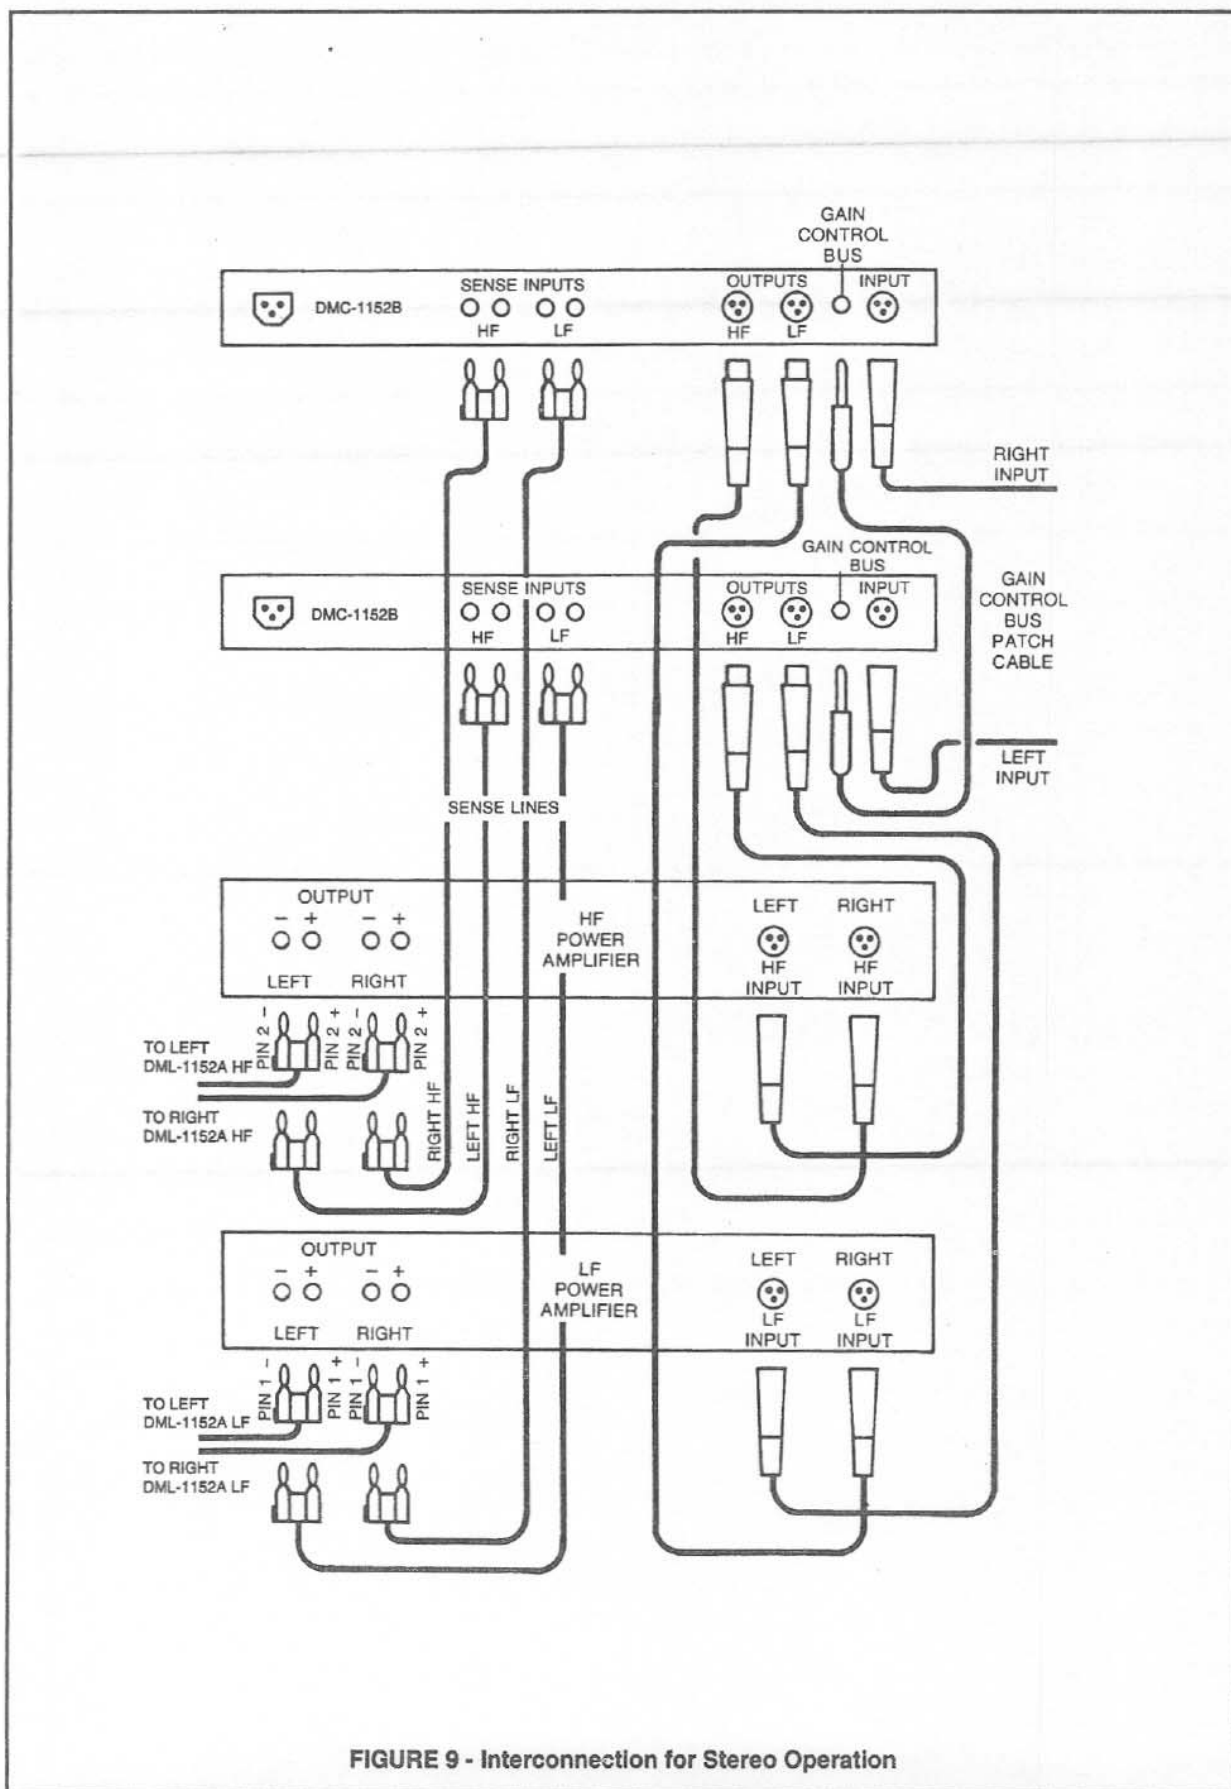 GAIN
CONTROL
BUS
SENSE INPUTS
OUTPUTS
INPUT
DMC-1152B
HF
LF
HF
LF
RIGHT
INPUT
GAIN CONTROL
BUS
SENSE INPUTS
OUTPUTS
INPUT
DMC-1152B
HF
LF
HF
LF
GAIN
CONTROL
BUS
PATCH
CABLE
LEFT
INPUT
SENSE LINES
OUTPUT
- +
- +
LEFT
RIGHT
HF
POWER
AMPLIFIER
LEFT
RIGHT
HF
INPUT
HF
INPUT
PIN 2 -
PIN 2 +
PIN 2 -
PIN 2 +
TO LEFT
DML-1152A HF
TO RIGHT
DML-1152A HF
RIGHT HF
LEFT HF
RIGHT LF
LEFT LF
OUTPUT
- +
- +
LEFT
RIGHT
LF
POWER
AMPLIFIER
LEFT
RIGHT
LF
INPUT
LF
INPUT
PIN 1 -
PIN 1 +
PIN 1 -
PIN 1 +
TO LEFT
DML-1152A LF
TO RIGHT
DML-1152A LF
FIGURE 9 - Interconnection for Stereo Operation